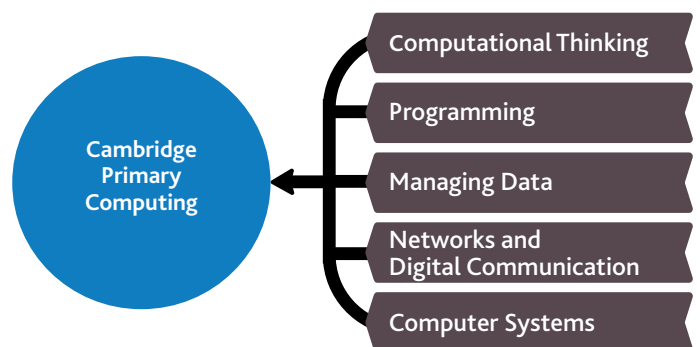 Cambridge
Primary
Computing
Computational Thinking
Programming
Managing Data
Networks and
Digital Communication
Computer Systems